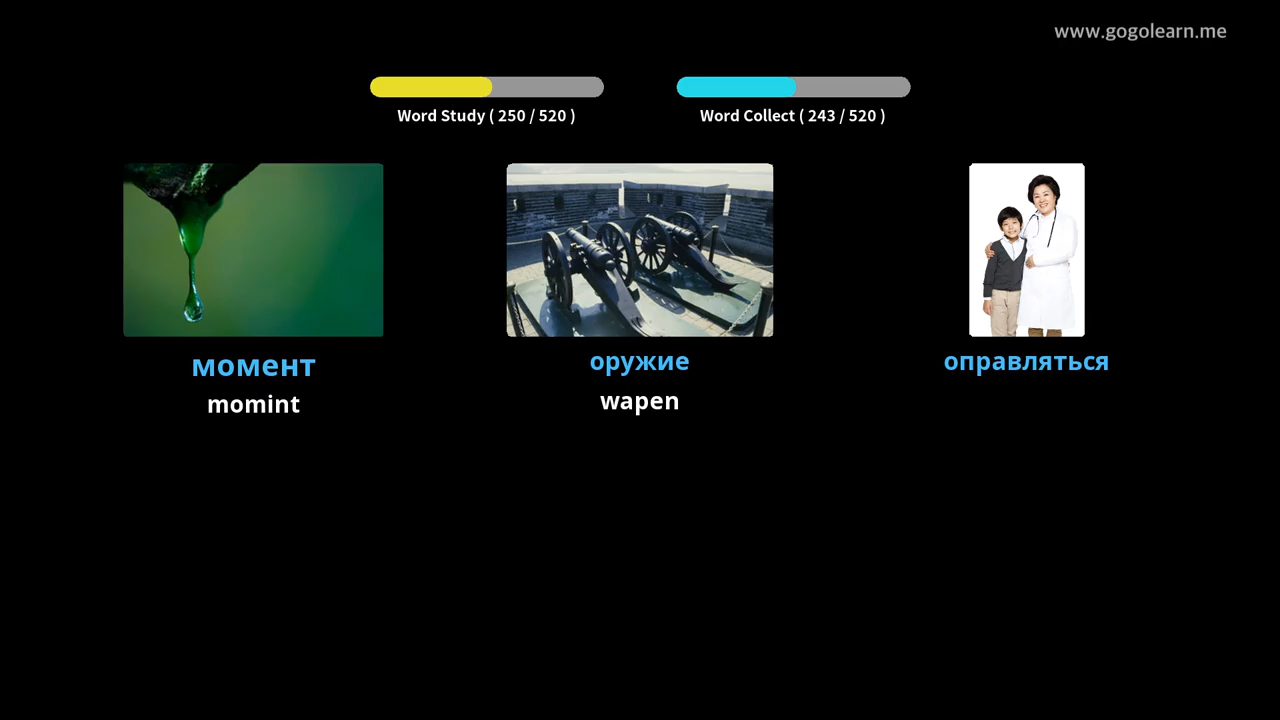 www.gogolearn.me
Word Study ( 250 / 520 )
Word Collect ( 243 / 520 )
момент
momint
оружие
wapen
оправляться